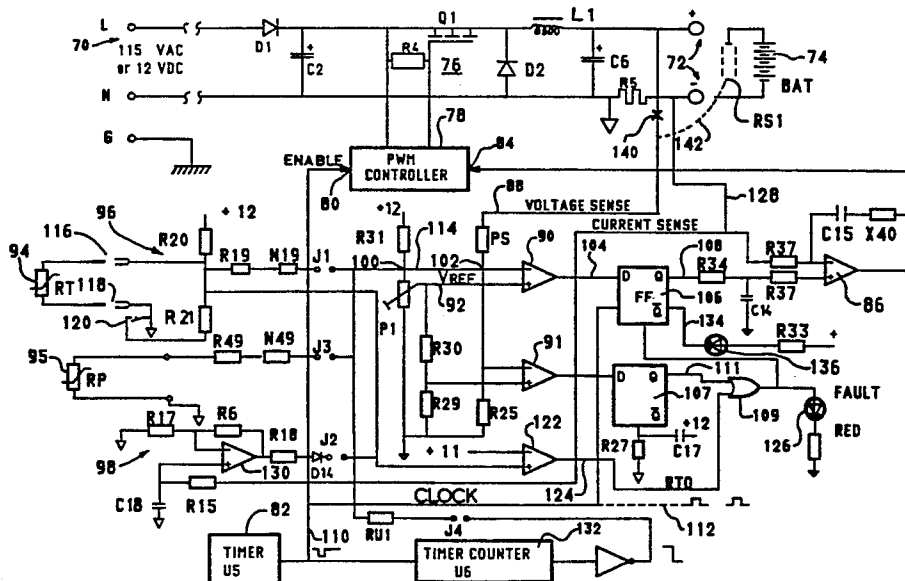 L
70
115 VAC
or 12 VDC
N
G
D1
+
C2
R4
Q1
76
D2
L1
8500
+
C6
R5
+
72
-
74
BAT
RS1
140
142
78
84
ENABLE
PWM
CONTROLLER
80
88
VOLTAGE SENSE
CURRENT SENSE
128
94
116
96
R20
+12
RT
118
120
R19
N19
J1
R21
+12
R31
114
100
102
VREF
92
P1
PS
90
104
D
Q
FF
Q
106
108
R34
R37
R37
C14
C15
X40
86
134
136
R33
+
95
RP
R49
N49
J3
R30
R29
R25
91
D
Q
107
Q
111
109
FAULT
126
RED
+12
C17
R27
R17
R6
98
130
R18
J2
D14
C18
R15
+ 11
122
124
RTO
CLOCK
112
82
TIMER
U5
110
RU1
J4
132
TIMER COUNTER
U6